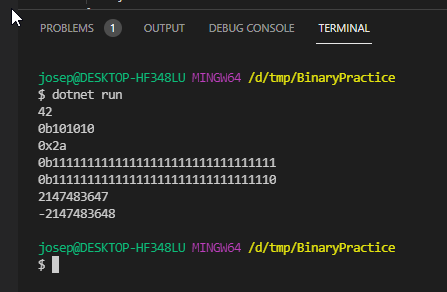 PROBLEMS 1 OUTPUT DEBUG CONSOLE TERMINAL
josep@DESKTOP-HF348LU MINGW64 /d/tmp/BinaryPractice
$ dotnet run
42
0b101010
0x2a
0b11111111111111111111111111111111
0b11111111111111111111111111111110
2147483647
-2147483648
josep@DESKTOP-HF348LU MINGW64 /d/tmp/BinaryPractice
$